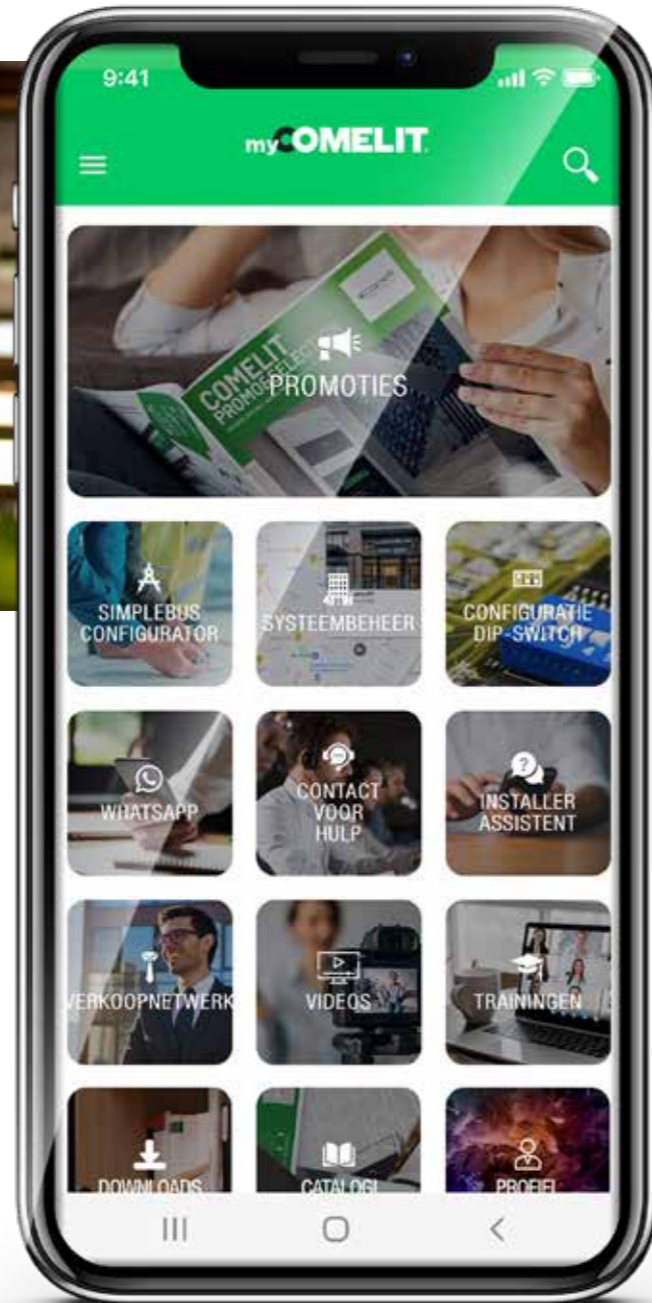 9:41
myCOMELIT
COMELIT
PROMOTIES
SIMPLEBUS
CONFIGURATOR
SYSTEEMBEHEER
CONFIGURATIE
DIP-SWITCH
WHATSAPP
CONTACT
VOOR
HULP
INSTALLER
ASSISTENT
VERKOOPNETWERK
VIDEOS
TRAININGEN
DOWNLOADS
CATALOGI
PROFIEL